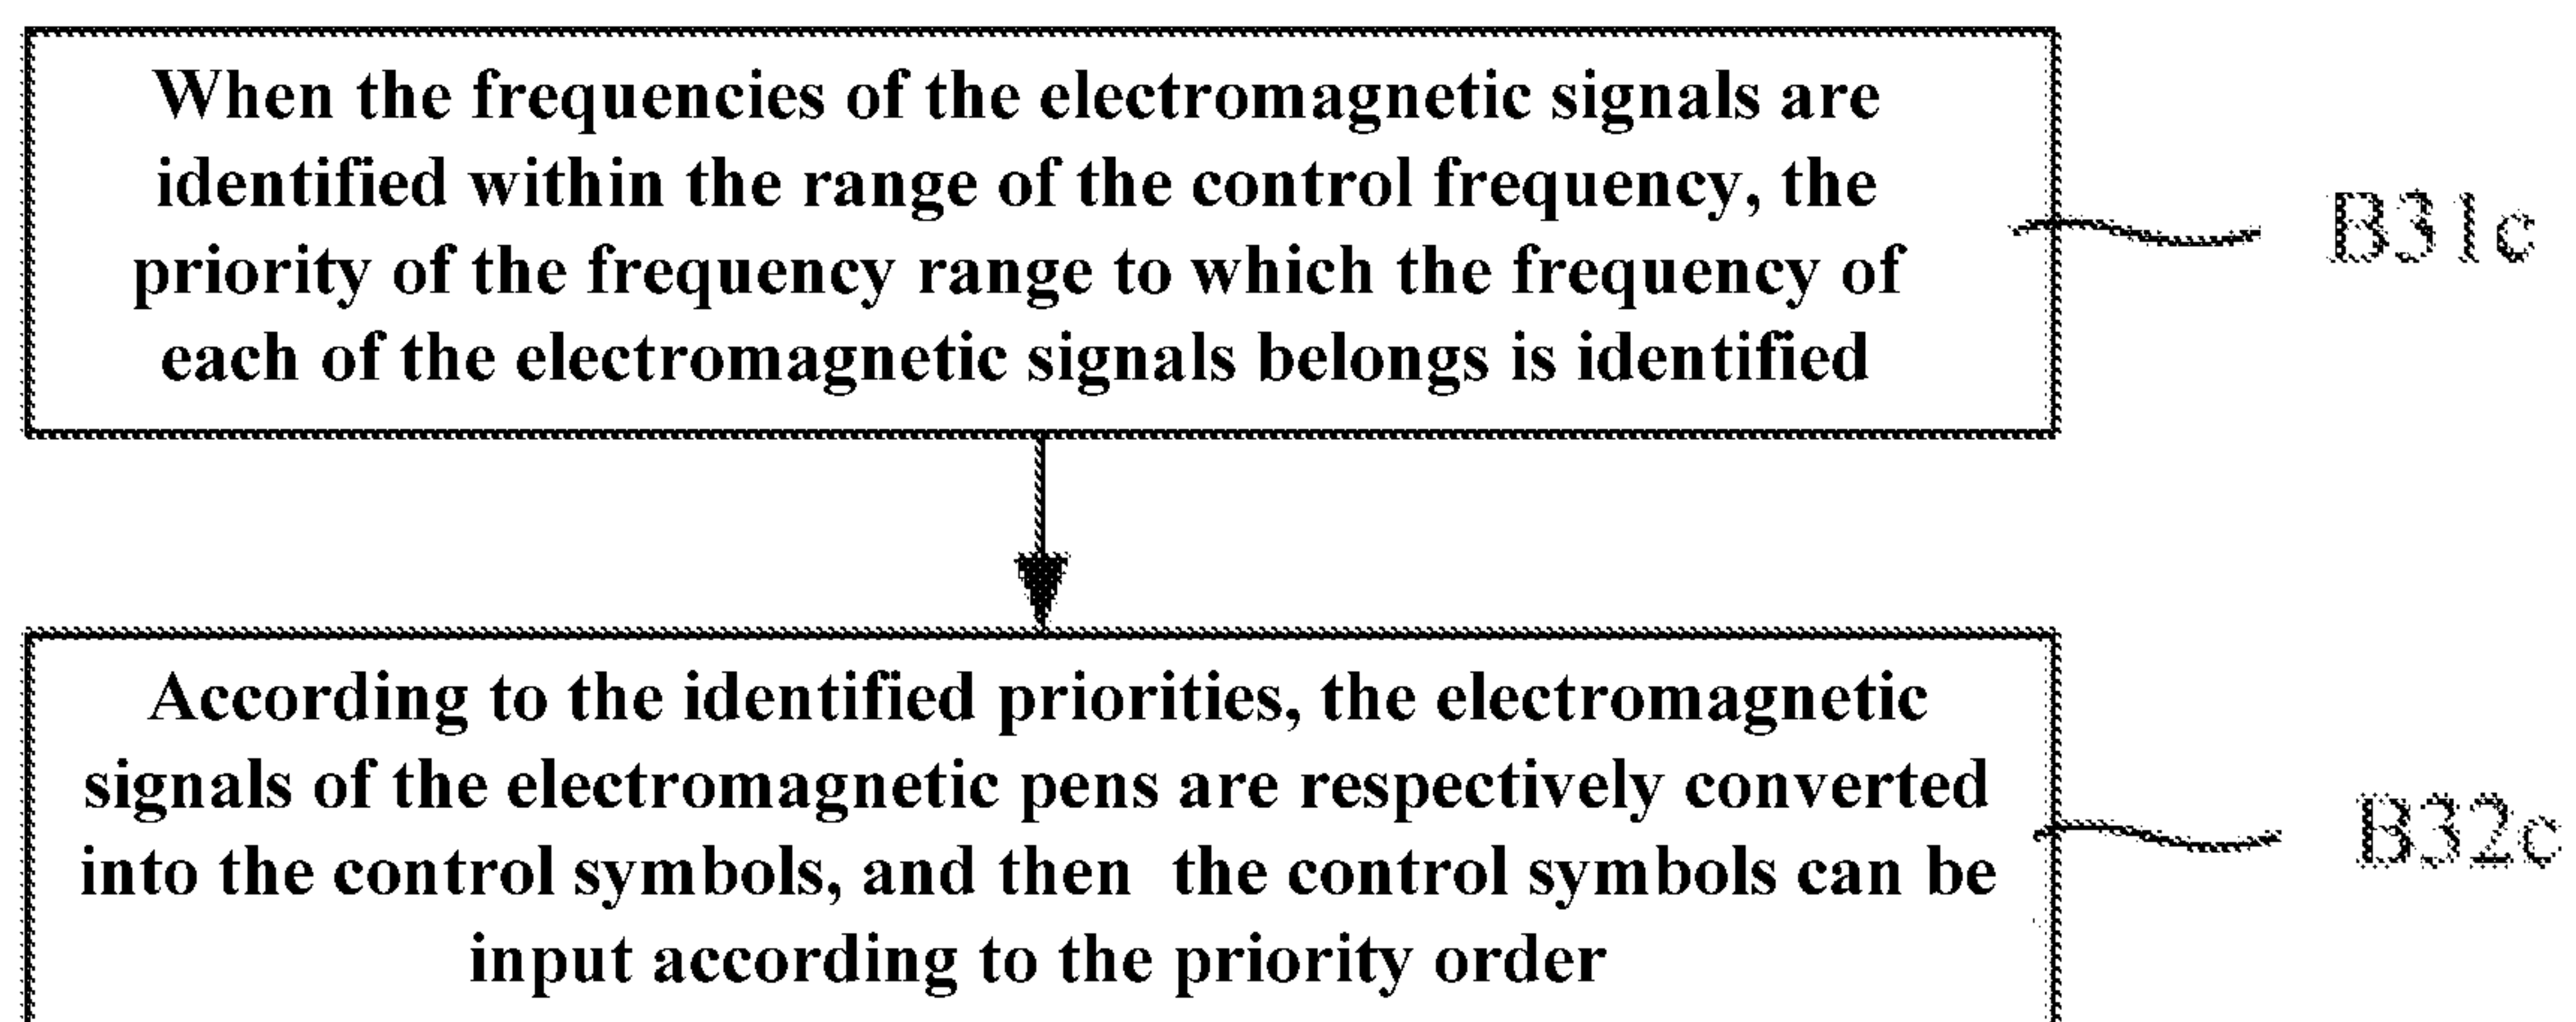 When the frequencies of the electromagnetic signals are
identified within the range of the control frequency, the
priority of the frequency range to which the frequency of
each of the electromagnetic signals belongs is identified
B31c
According to the identified priorities, the electromagnetic
signals of the electromagnetic pens are respectively converted
into the control symbols, and then the control symbols can be
input according to the priority order
B32c